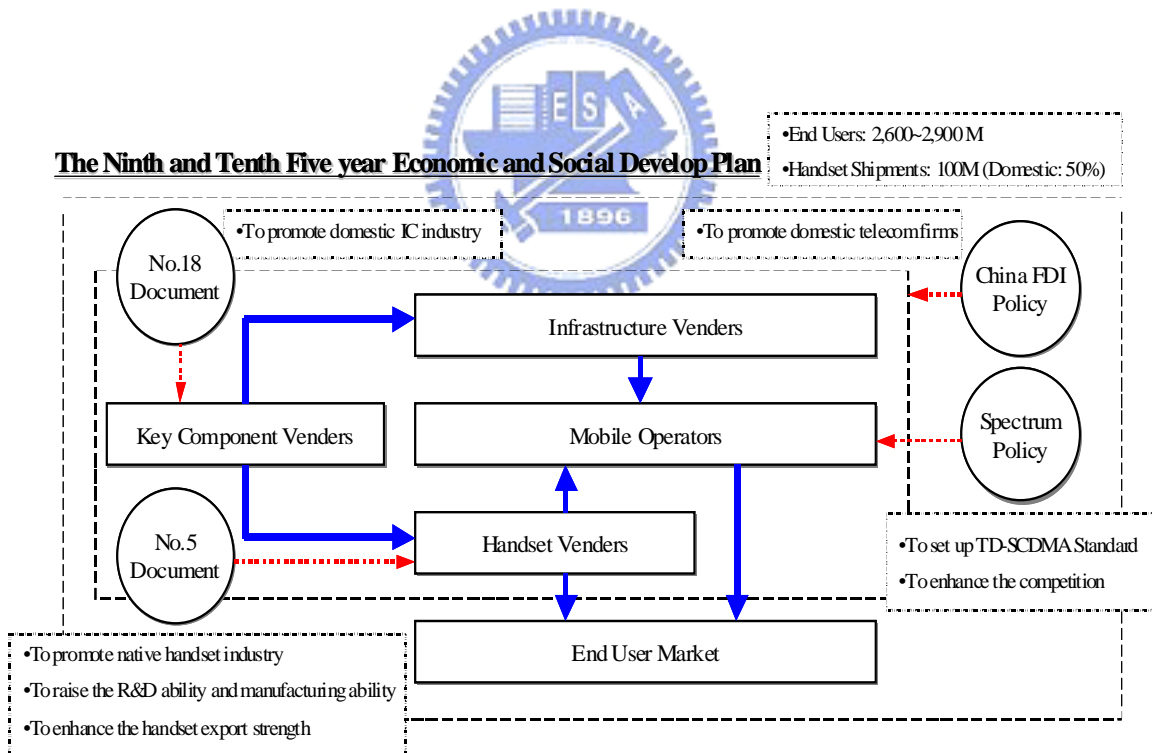 E S A
1896
•End Users: 2,600~2,900 M
•Handset Shipments: 100M (Domestic: 50%)
The Ninth and Tenth Five year Economic and Social Develop Plan
•To promote domestic IC industry
•To promote domestic telecom firms
No.18
Document
China FDI
Policy
Infrastructure Venders
Key Component Venders
Mobile Operators
Spectrum
Policy
No.5
Document
Handset Venders
•To set up TD-SCDMA Standard
•To enhance the competition
End User Market
•To promote native handset industry
•To raise the R&D ability and manufacturing ability
•To enhance the handset export strength